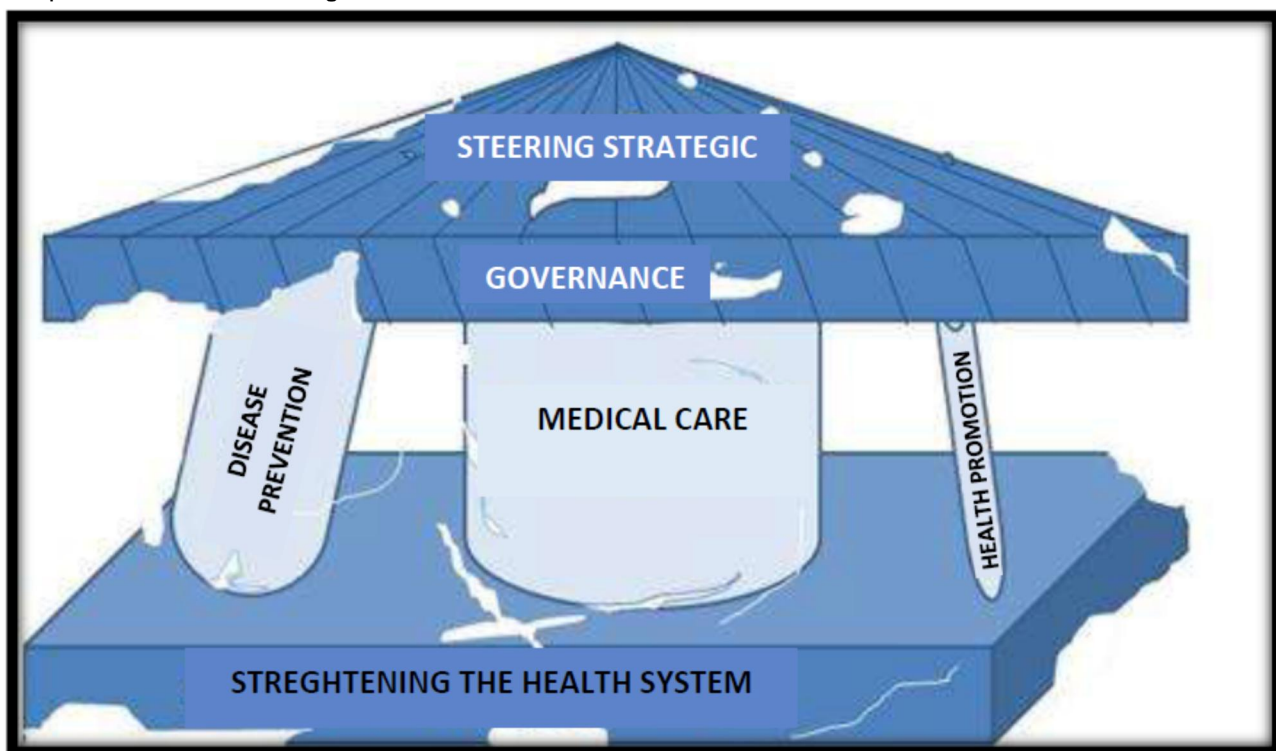 STEERING STRATEGIC
GOVERNANCE
DISEASE
PREVENTION
MEDICAL CARE
HEALTH PROMOTION
STREGHTENING THE HEALTH SYSTEM